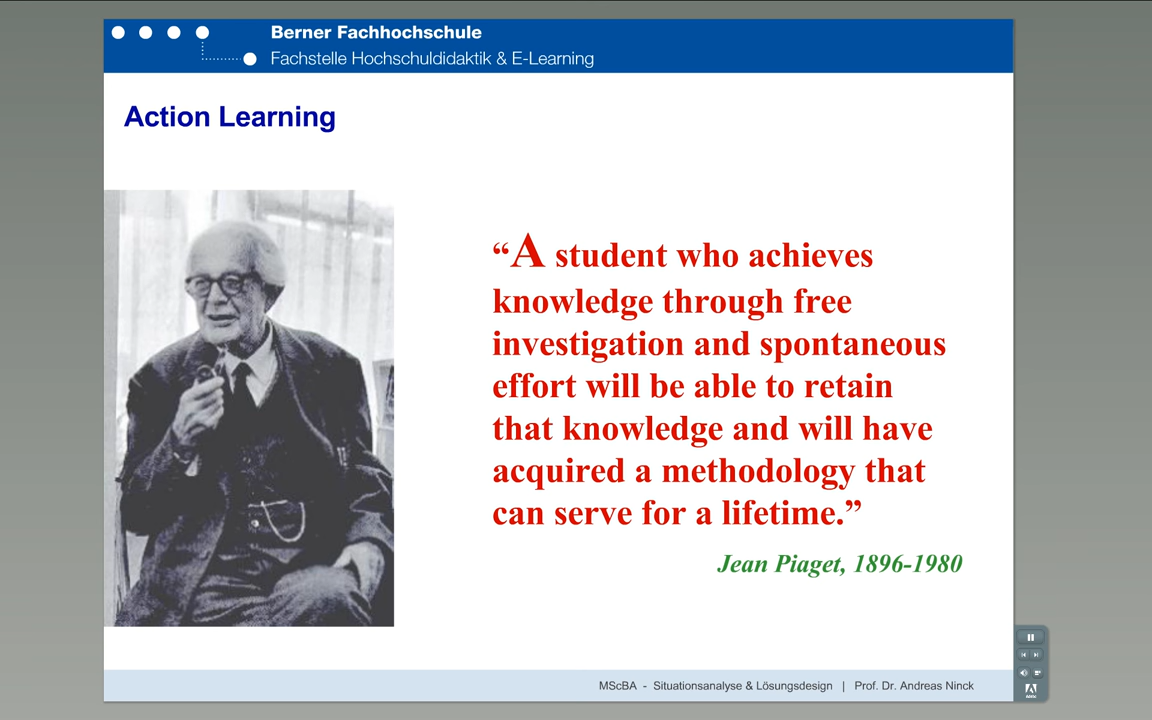 Berner Fachhochschule
Fachstelle Hochschuldidaktik & E-Learning
Action Learning
“A student who achieves
knowledge through free
investigation and spontaneous
effort will be able to retain
that knowledge and will have
acquired a methodology that
can serve for a lifetime.”
Jean Piaget, 1896-1980
MScBA - Situationsanalyse & Lösungsdesign | Prof. Dr. Andreas Ninck